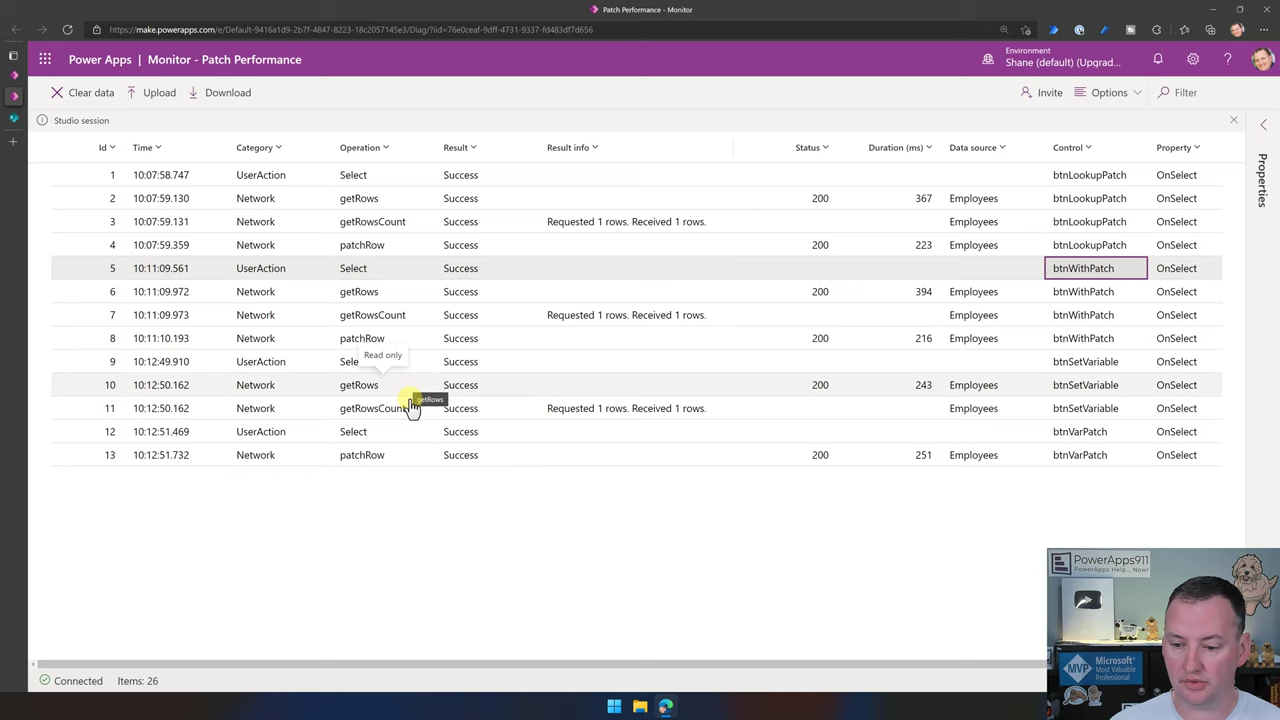 Patch Performance - Monitor
https://make.powerapps.com/e/Default-9416a1d9-2b7f-4847-8223-18c2057145e3/Diag/?iid=76e0ceaf-9dff-4731-9337-fd483df7d656
Power Apps | Monitor - Patch Performance
Environment
Shane (default) (Upgrad...
Clear data Upload Download Invite Options Filter
Studio session
Id Time Category Operation Result Result info Status Duration (ms) Data source Control Property
1 10:07:58.747 UserAction Select Success btnLookupPatch OnSelect
2 10:07:59.130 Network getRows Success 200 367 Employees btnLookupPatch OnSelect
3 10:07:59.131 Network getRowsCount Success Requested 1 rows. Received 1 rows. Employees btnLookupPatch OnSelect
4 10:07:59.359 Network patchRow Success 200 223 Employees btnLookupPatch OnSelect
5 10:11:09.561 UserAction Select Success btnWithPatch OnSelect
6 10:11:09.972 Network getRows Success 200 394 Employees btnWithPatch OnSelect
7 10:11:09.973 Network getRowsCount Success Requested 1 rows. Received 1 rows. Employees btnWithPatch OnSelect
8 10:11:10.193 Network patchRow Success 200 216 Employees btnWithPatch OnSelect
Read only
9 10:12:49.910 UserAction Sele Success btnSetVariable OnSelect
10 10:12:50.162 Network getRows Success 200 243 Employees btnSetVariable OnSelect
getRows
11 10:12:50.162 Network getRowsCount Success Requested 1 rows. Received 1 rows. Employees btnSetVariable OnSelect
12 10:12:51.469 UserAction Select Success btnVarPatch OnSelect
13 10:12:51.732 Network patchRow Success 200 251 Employees btnVarPatch OnSelect
Properties
PowerApps911
PowerApps Help... Now!
MVP Microsoft
Most Valuable
Professional
Connected Items: 26